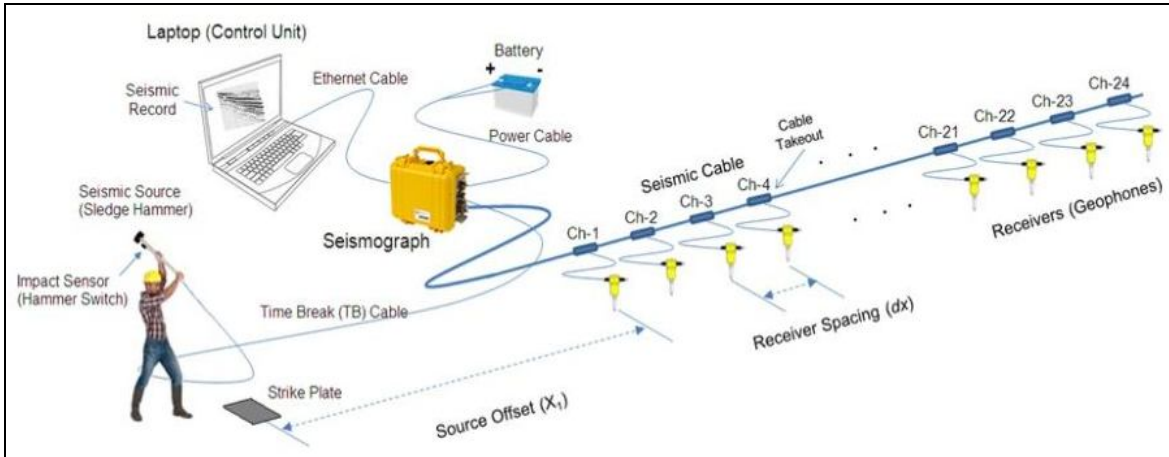 Laptop (Control Unit)
Seismic
Record
Ethernet Cable
Battery
+ -
Power Cable
Seismic Source
(Sledge Hammer)
Impact Sensor
(Hammer Switch)
Seismograph
Time Break (TB) Cable
Strike Plate
Source Offset (X₁)
Seismic Cable
Cable
Takeout
Ch-1
Ch-2
Ch-3
Ch-4
. . .
Ch-21
Ch-22
Ch-23
Ch-24
. . .
Receivers (Geophones)
Receiver Spacing (dx)